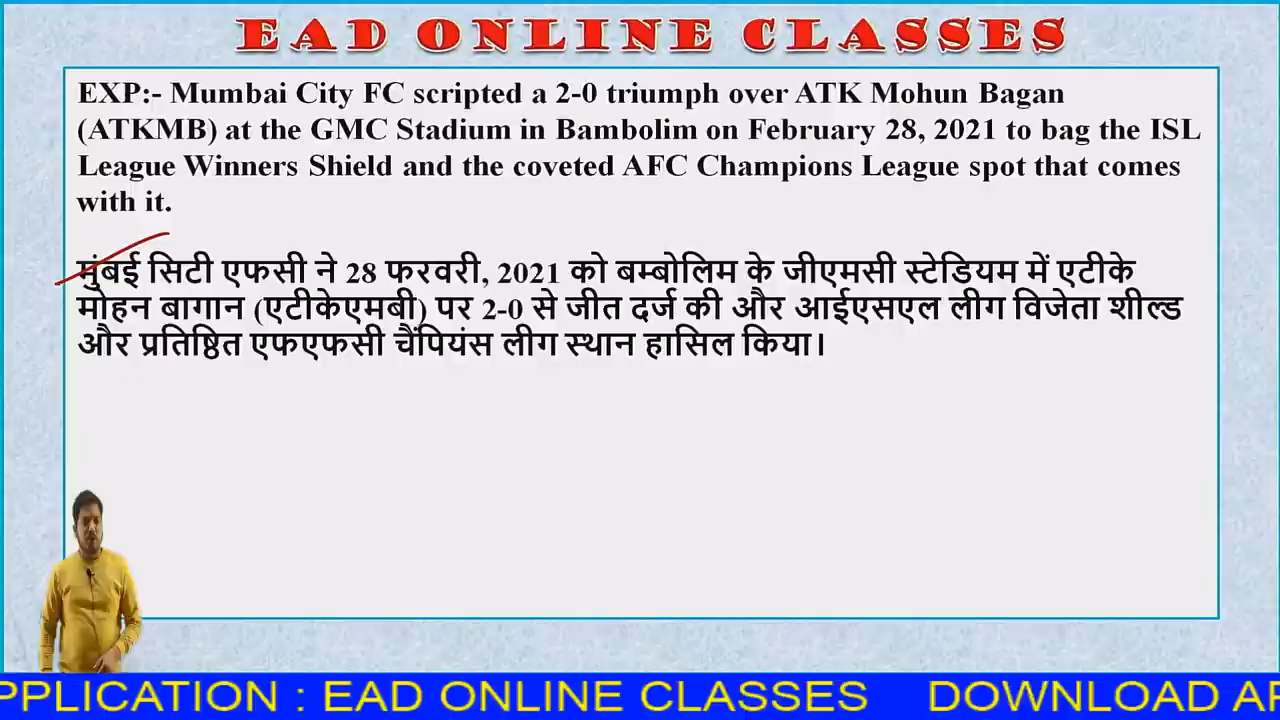 EAD ONLINE CLASSES
EXP:- Mumbai City FC scripted a 2-0 triumph over ATK Mohun Bagan
(ATKMB) at the GMC Stadium in Bambolim on February 28, 2021 to bag the ISL
League Winners Shield and the coveted AFC Champions League spot that comes
with it.
मुंबई सिटी एफसी ने 28 फरवरी, 2021 को बम्बोलिम के जीएमसी स्टेडियम में एटीके
मोहन बागान (एटीकेएमबी) पर 2-0 से जीत दर्ज की और आईएसएल लीग विजेता शील्ड
और प्रतिष्ठित एफएफसी चैंपियंस लीग स्थान हासिल किया।
PPLICATION : EAD ONLINE CLASSES DOWNLOAD AP